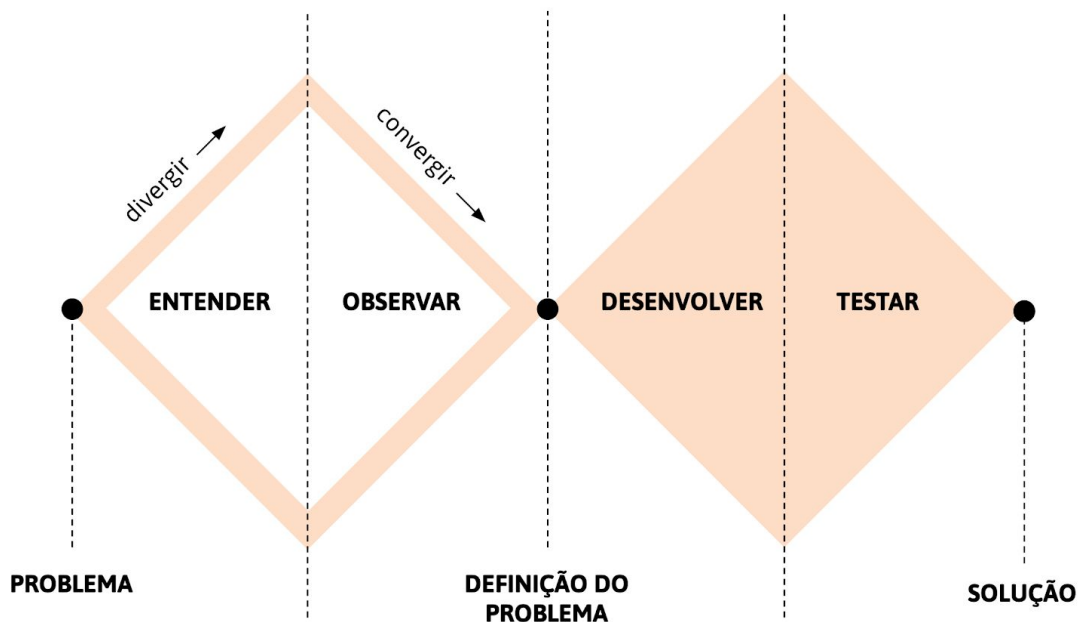 divergir
convergir
ENTENDER
OBSERVAR
DESENVOLVER
TESTAR
PROBLEMA
DEFINIÇÃO DO
PROBLEMA
SOLUÇÃO